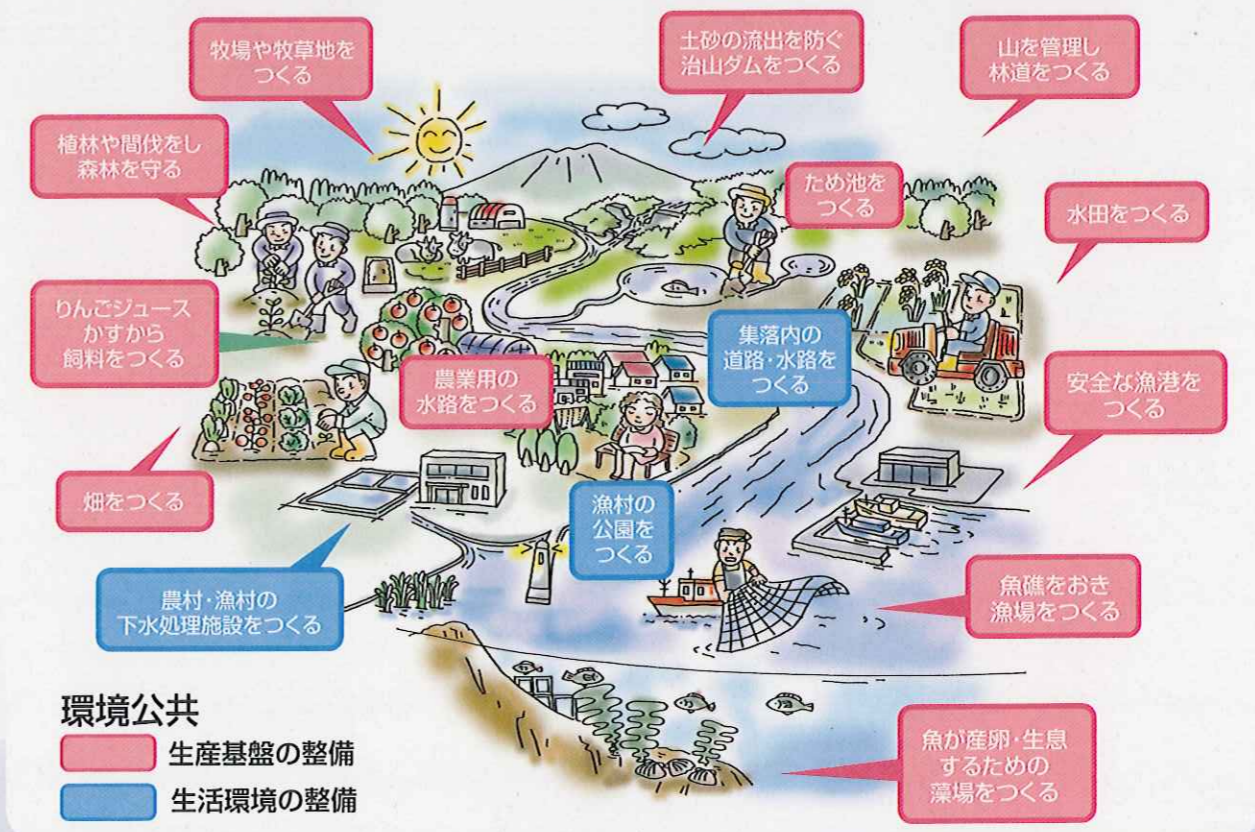 牧場や牧草地を
つくる
土砂の流出を防ぐ
治山ダムをつくる
山を管理し
林道をつくる
植林や間伐をし
森林を守る
ため池を
つくる
水田をつくる
りんごジュース
かすから
飼料をつくる
農業用の
水路をつくる
集落内の
道路・水路を
つくる
安全な漁港を
つくる
畑をつくる
漁村の
公園を
つくる
農村・漁村の
下水処理施設をつくる
魚礁をおき
漁場をつくる
魚が産卵・生息
するための
藻場をつくる
環境公共
生産基盤の整備
生活環境の整備